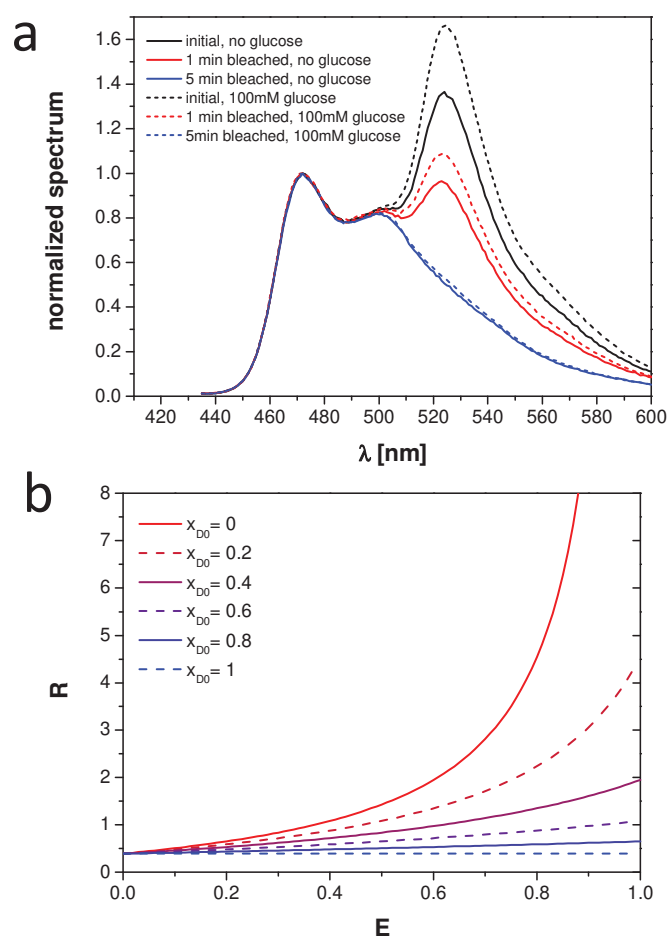 a
initial, no glucose
1 min bleached, no glucose
5 min bleached, no glucose
initial, 100mM glucose
1 min bleached, 100mM glucose
5min bleached, 100mM glucose
normalized spectrum
1.6
1.4
1.2
1.0
0.8
0.6
0.4
0.2
0.0
420 440 460 480 500 520 540 560 580 600
λ [nm]
b
8
7
6
5
4
3
2
1
0
R
x_D0 = 0
x_D0 = 0.2
x_D0 = 0.4
x_D0 = 0.6
x_D0 = 0.8
x_D0 = 1
0.0 0.2 0.4 0.6 0.8 1.0
E